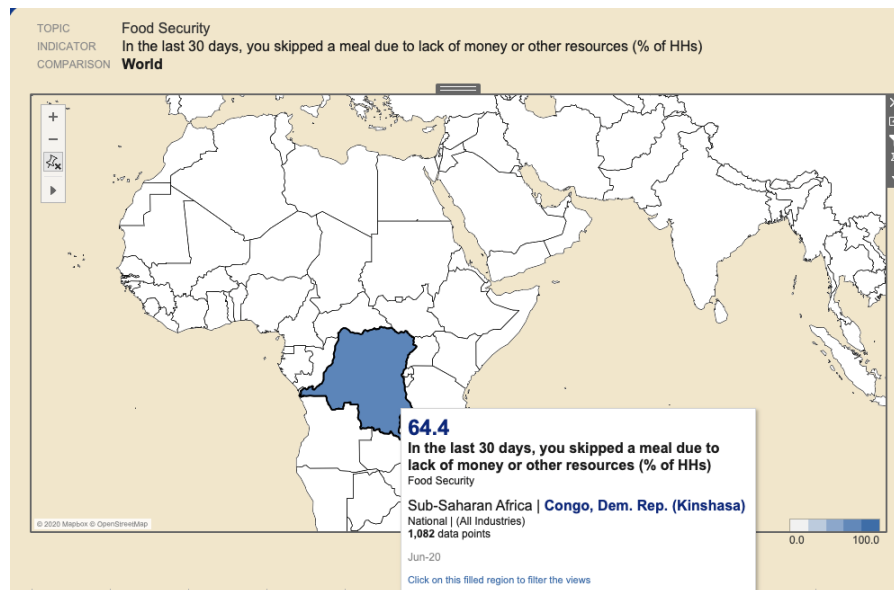 TOPIC Food Security
INDICATOR In the last 30 days, you skipped a meal due to lack of money or other resources (% of HHs)
COMPARISON World
64.4
In the last 30 days, you skipped a meal due to
lack of money or other resources (% of HHs)
Food Security
Sub-Saharan Africa | Congo, Dem. Rep. (Kinshasa)
National | (All Industries)
1,082 data points
Jun-20
Click on this filled region to filter the views
© 2020 Mapbox © OpenStreetMap
0.0 100.0